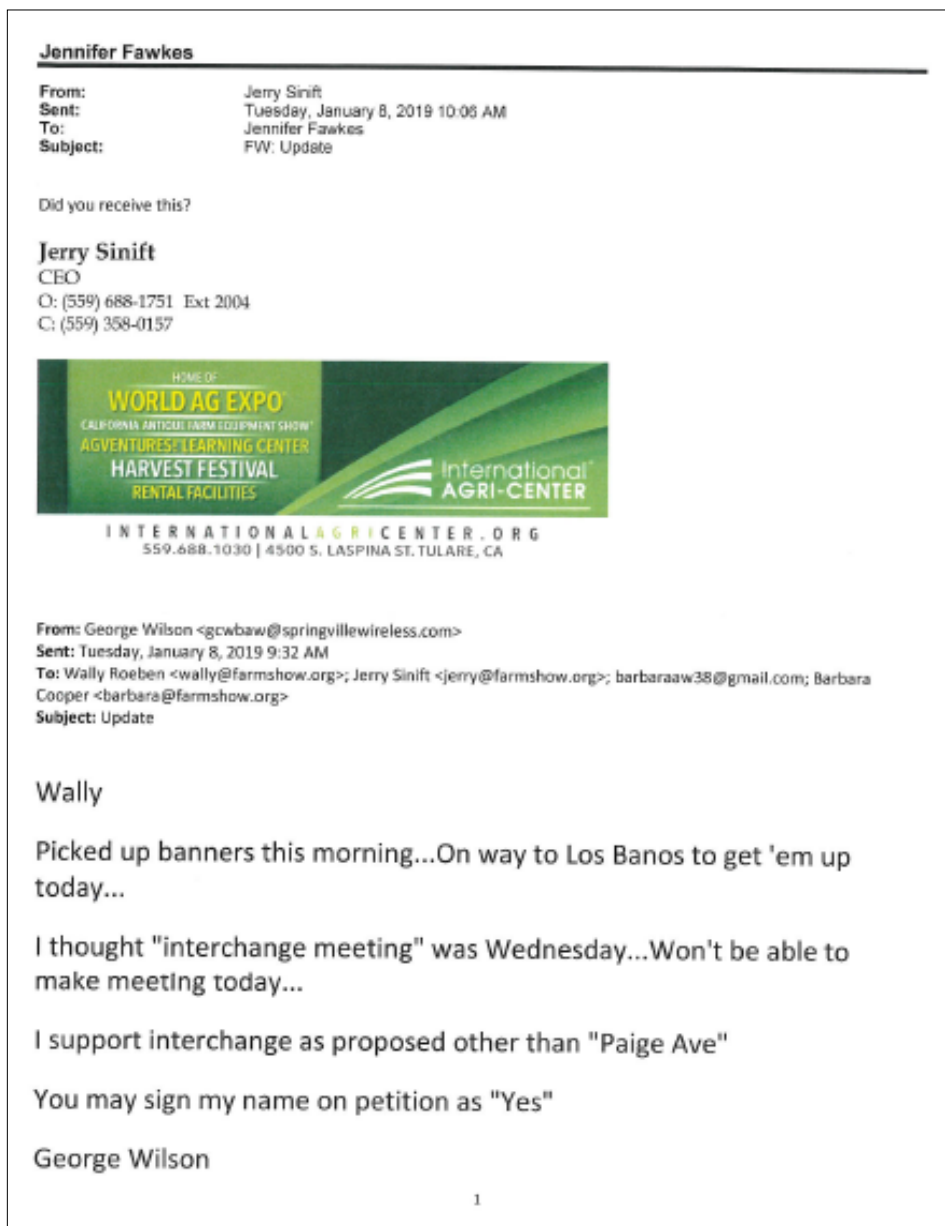 Jennifer Fawkes
From: Jerry Sinift
Sent: Tuesday, January 8, 2019 10:06 AM
To: Jennifer Fawkes
Subject: FW: Update
Did you receive this?
Jerry Sinift
CEO
O: (559) 688-1751 Ext 2004
C: (559) 358-0157
HOME OF
WORLD AG EXPO®
CALIFORNIA ANTIQUE FARM EQUIPMENT SHOW®
AGVENTURES!® LEARNING CENTER
HARVEST FESTIVAL
RENTAL FACILITIES
International®
AGRI-CENTER
INTERNATIONALAGRICENTER.ORG
559.688.1030 | 4500 S. LASPINA ST. TULARE, CA
From: George Wilson <gcwbaw@springvillewireless.com>
Sent: Tuesday, January 8, 2019 9:32 AM
To: Wally Roeben <wally@farmshow.org>; Jerry Sinift <jerry@farmshow.org>; barbaraaw38@gmail.com; Barbara
Cooper <barbara@farmshow.org>
Subject: Update
Wally
Picked up banners this morning...On way to Los Banos to get 'em up
today...
I thought "interchange meeting" was Wednesday...Won't be able to
make meeting today...
I support interchange as proposed other than "Paige Ave"
You may sign my name on petition as "Yes"
George Wilson
1